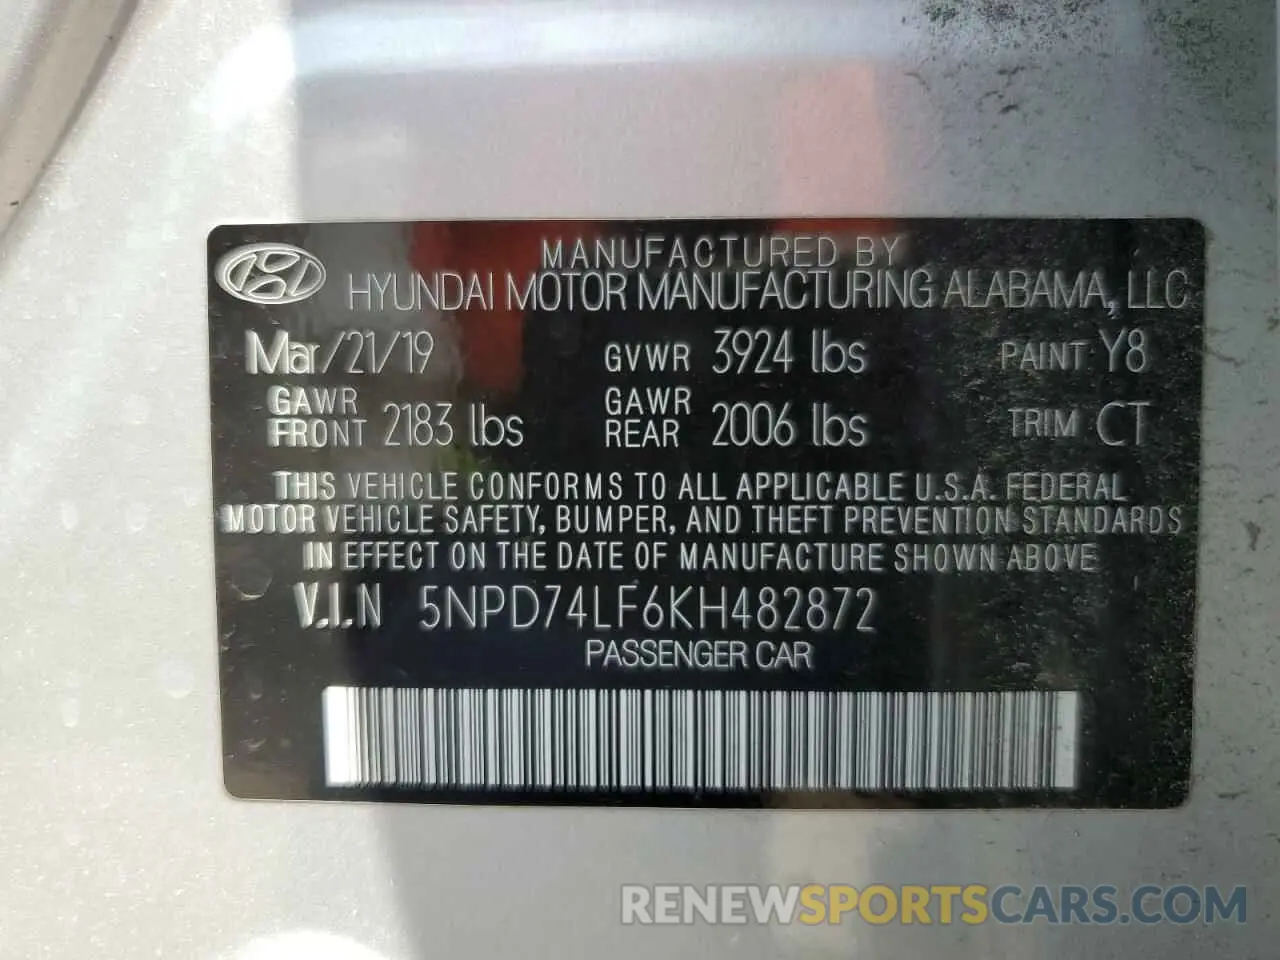 MANUFACTURED BY
HYUNDAI MOTOR MANUFACTURING ALABAMA, LLC
Mar/21/19 GVWR 3924 lbs PAINT Y8
GAWR FRONT 2183 lbs GAWR REAR 2006 lbs TRIM CT
THIS VEHICLE CONFORMS TO ALL APPLICABLE U.S.A. FEDERAL
MOTOR VEHICLE SAFETY, BUMPER, AND THEFT PREVENTION STANDARDS
IN EFFECT ON THE DATE OF MANUFACTURE SHOWN ABOVE
V.I.N 5NPD74LF6KH482872
PASSENGER CAR
RENEWSPORTSCARS.COM